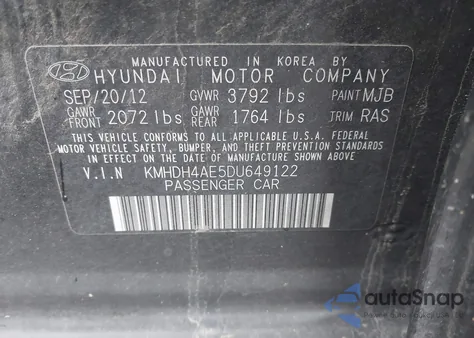 MANUFACTURED IN KOREA BY
HYUNDAI MOTOR COMPANY
SEP/20/12 GVWR 3792 lbs PAINT MJB
GAWR FRONT 2072 lbs GAWR REAR 1764 lbs TRIM RAS
THIS VEHICLE CONFORMS TO ALL APPLICABLE U.S.A. FEDERAL
MOTOR VEHICLE SAFETY, BUMPER, AND THEFT PREVENTION STANDARDS
IN EFFECT ON THE DATE OF MANUFACTURE SHOWN ABOVE.
V.I.N KMHDH4AE5DU649122
PASSENGER CAR
autoSnap